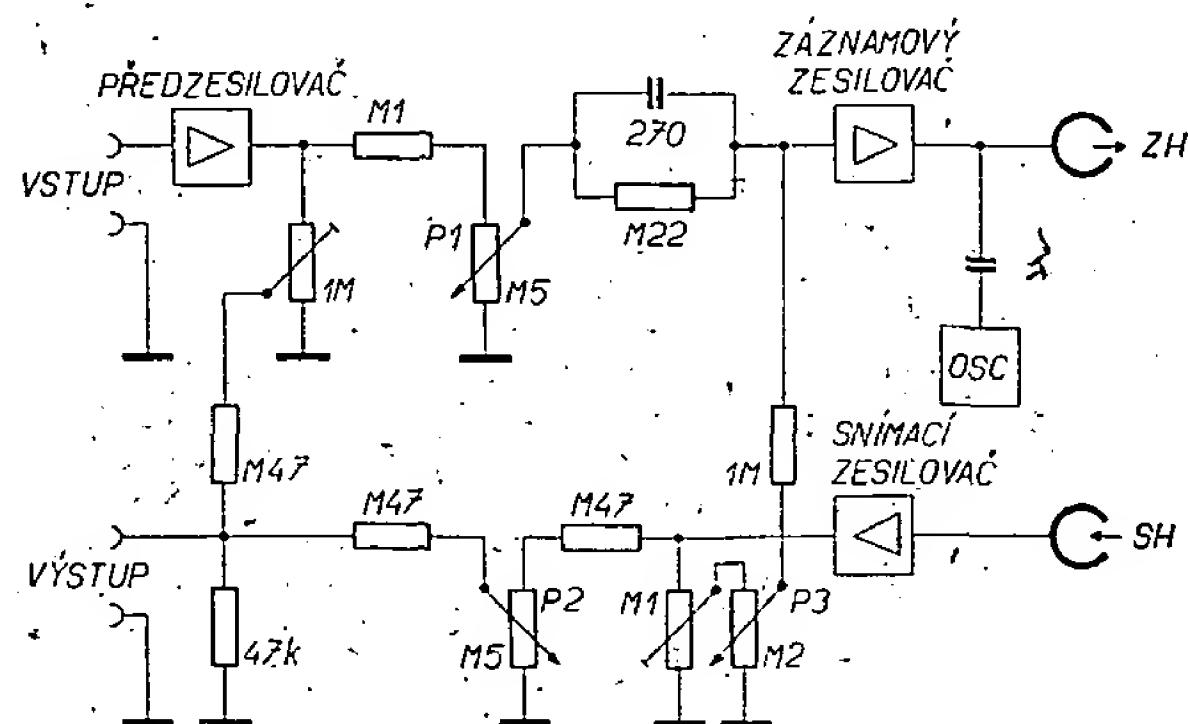 PŘEDZESILOVAČ
ZÁZNAMOVÝ
ZESILOVAČ
M1
270
ZH
VSTUP
M22
P1
M5
1M
OSC
M47
1M
SNÍMACÍ
ZESILOVAČ
M47
M47
SH
VÝSTUP
P2
M1
P3
47k
M5
M2